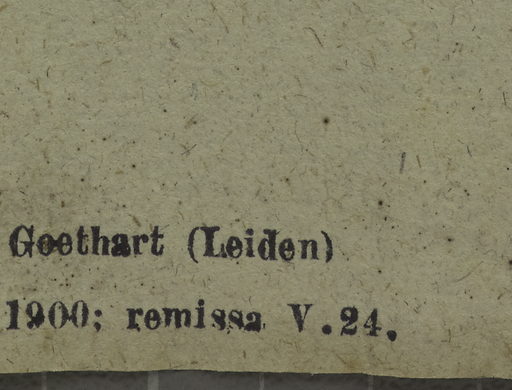 Goethart (Leiden)
1900; remissa V.24.